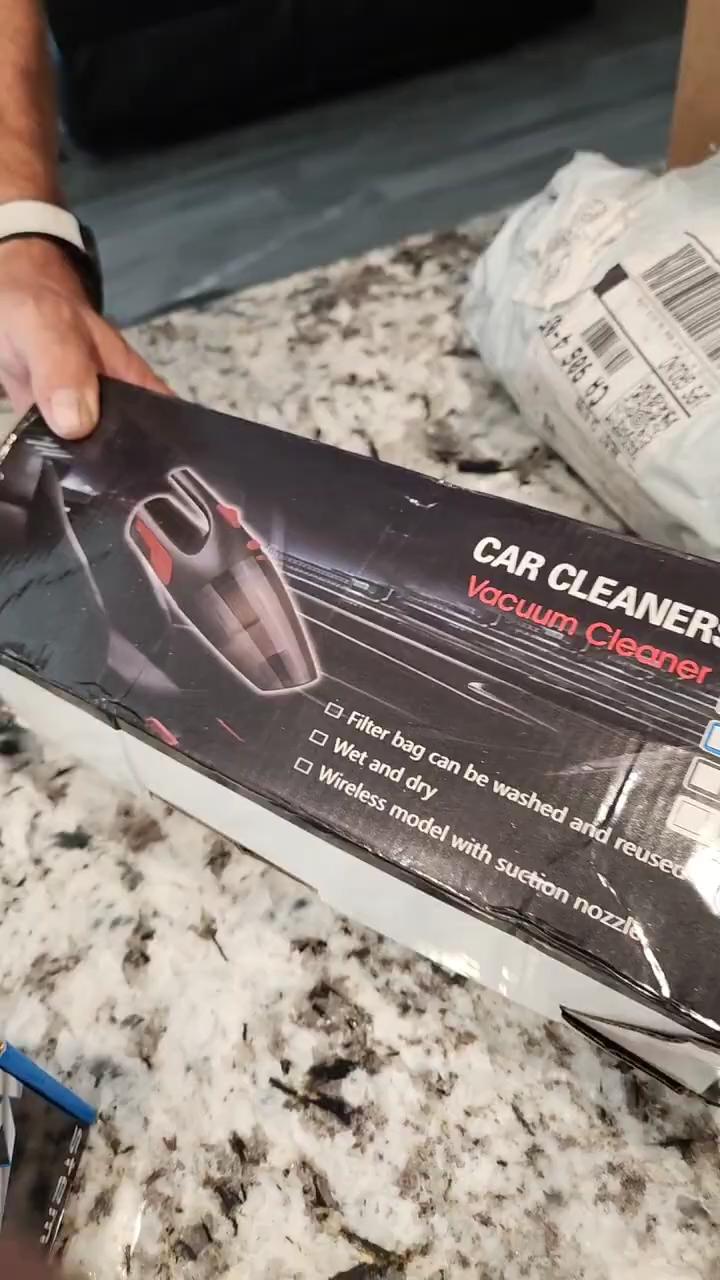 CAR CLEANERS
Vacuum Cleaner
Filter bag can be washed and reused
Wet and dry
Wireless model with suction nozzle